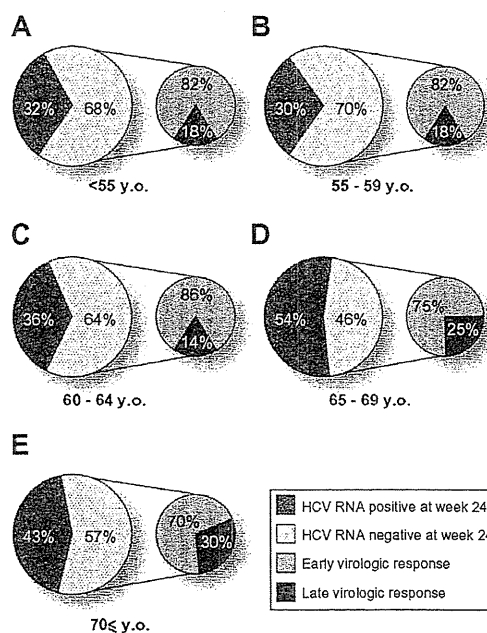 A
B
32%
68%
82%
18%
<55 y.o.
30%
70%
82%
18%
55 - 59 y.o.
C
D
36%
64%
86%
14%
60 - 64 y.o.
54%
46%
75%
25%
65 - 69 y.o.
E
43%
57%
70%
30%
70≤ y.o.
HCV RNA positive at week 24
HCV RNA negative at week 24
Early virologic response
Late virologic response